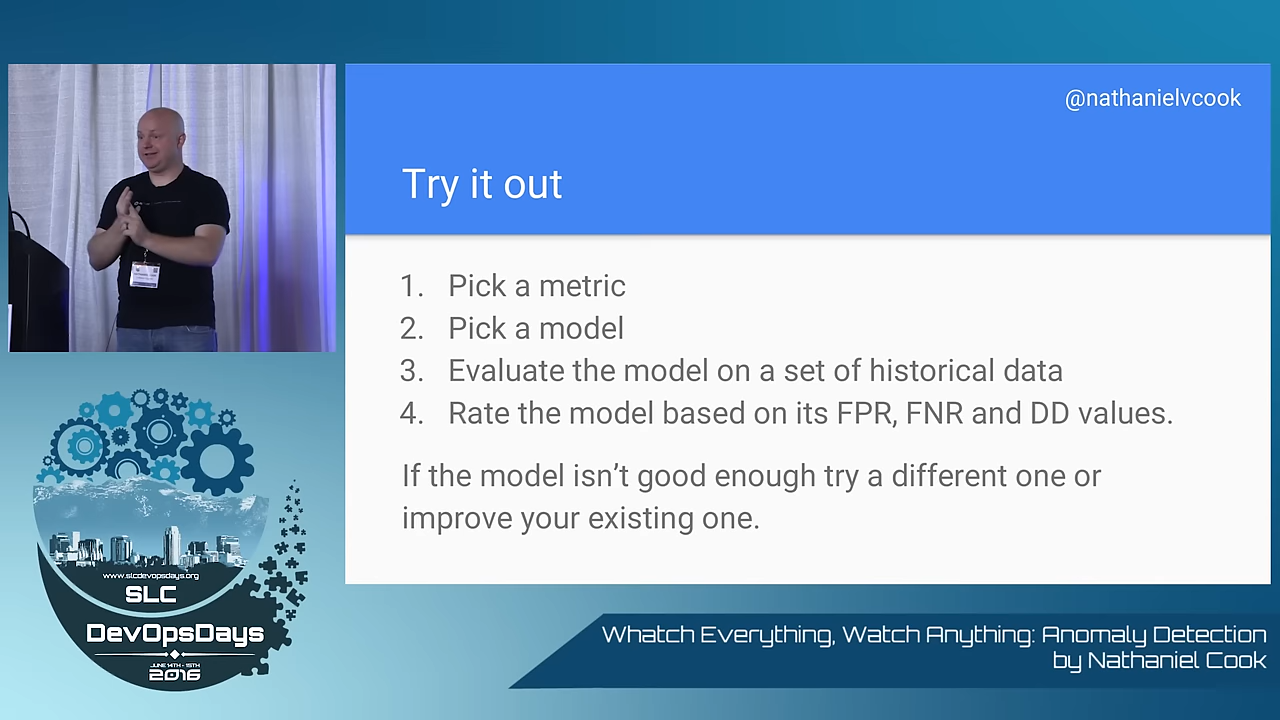 @nathanielvcook
Try it out
1. Pick a metric
2. Pick a model
3. Evaluate the model on a set of historical data
4. Rate the model based on its FPR, FNR and DD values.
If the model isn’t good enough try a different one or
improve your existing one.
www.slcdevopsdays.org
SLC
DevOpsDays
JUNE 14TH - 15TH
2016
Whatch Everything, Watch Anything: Anomaly Detection
by Nathaniel Cook